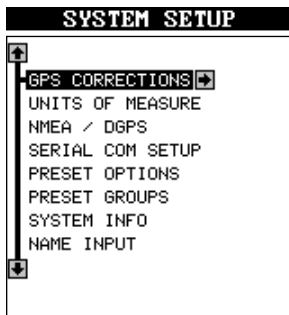 SYSTEM SETUP
GPS CORRECTIONS
UNITS OF MEASURE
NMEA / DGPS
SERIAL COM SETUP
PRESET OPTIONS
PRESET GROUPS
SYSTEM INFO
NAME INPUT